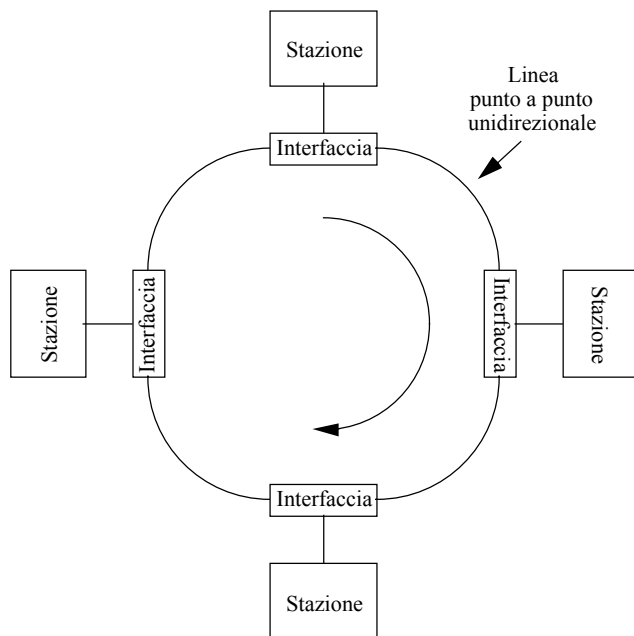 Stazione
Linea
punto a punto
unidirezionale
Interfaccia
Stazione
Interfaccia
Interfaccia
Stazione
Interfaccia
Stazione